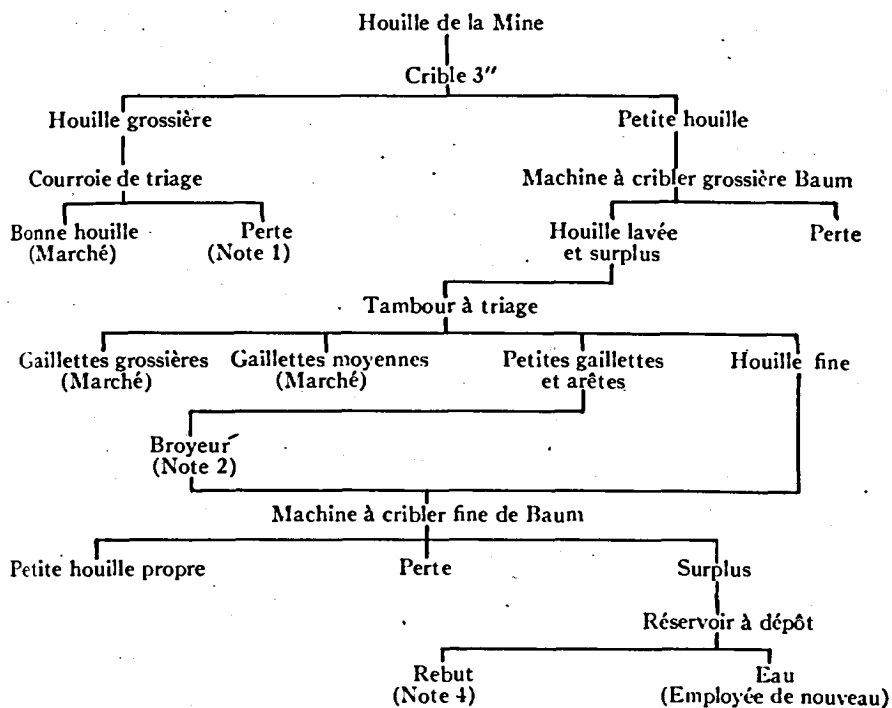 Houille de la Mine
Crible 3"
Houille grossière
Petite houille
Courroie de triage
Machine à cribler grossière Baum
Bonne houille
(Marché)
Perte
(Note 1)
Houille lavée
et surplus
Perte
Tambour à triage
Gaillettes grossières
(Marché)
Gaillettes moyennes
(Marché)
Petites gaillettes
et arêtes
Houille fine
Broyeur
(Note 2)
Machine à cribler fine de Baum
Petite houille propre
Perte
Surplus
Réservoir à dépôt
Rebut
(Note 4)
Eau
(Employée de nouveau)